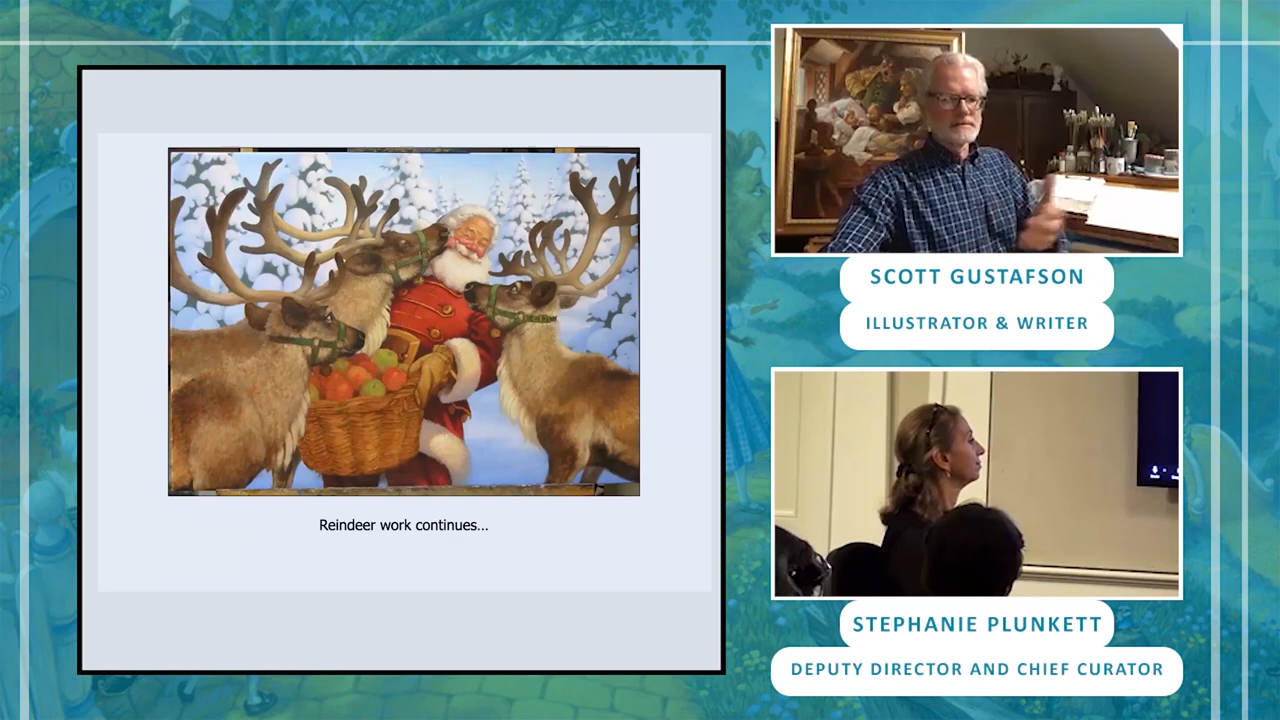 Reindeer work continues...
SCOTT GUSTAFSON
ILLUSTRATOR & WRITER
STEPHANIE PLUNKETT
DEPUTY DIRECTOR AND CHIEF CURATOR